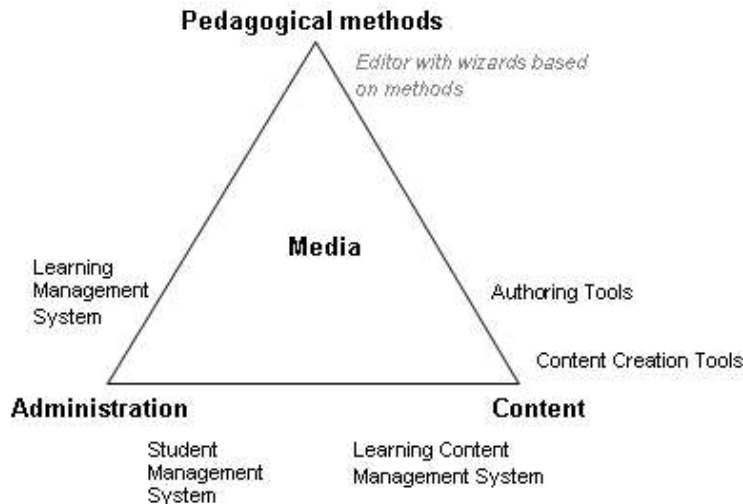 Pedagogical methods
Editor with wizards based
on methods
Media
Learning
Management
System
Authoring Tools
Content Creation Tools
Administration
Content
Student
Management
System
Learning Content
Management System